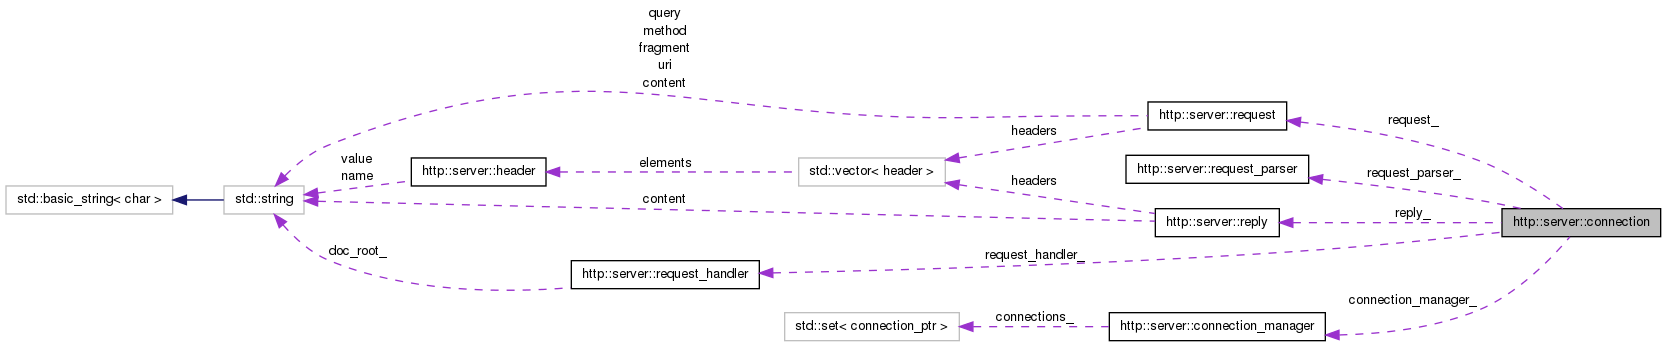 query
method
fragment
uri
content
http::server::request
request_
headers
value
name
elements
http::server::header
std::vector< header >
http::server::request_parser
request_parser_
headers
std::basic_string< char >
std::string
content
http::server::reply
reply_
http::server::connection
doc_root_
request_handler_
http::server::request_handler
connection_manager_
std::set< connection_ptr >
connections_
http::server::connection_manager